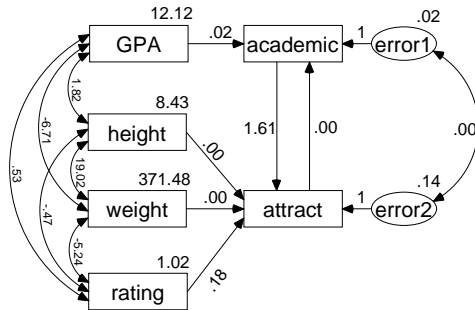 12.12
GPA
.02
academic
1
.02
error1
1.82
-6.71
.53
8.43
height
.00
1.61
.00
.00
19.02
-.47
371.48
weight
.00
attract
1
.14
error2
-5.24
1.02
rating
.18